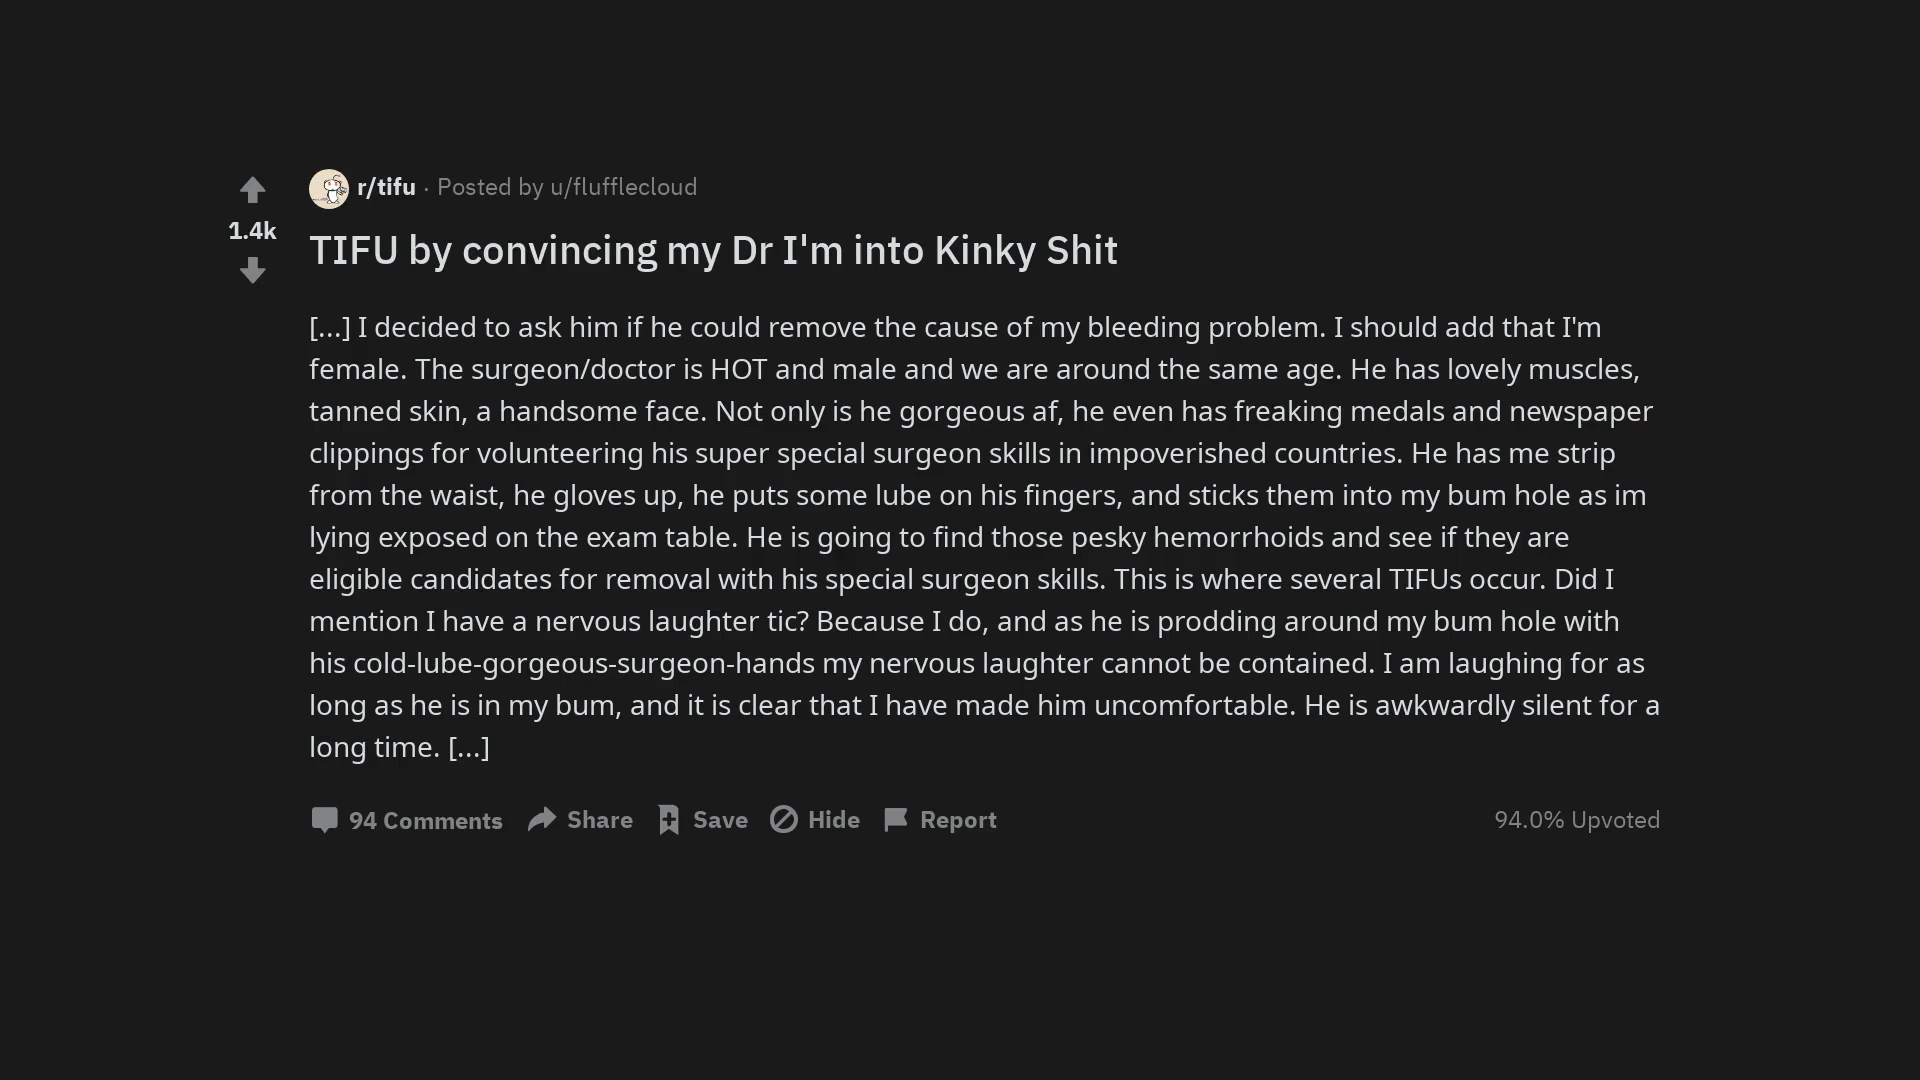 r/tifu · Posted by u/flufflecloud
1.4k
TIFU by convincing my Dr I'm into Kinky Shit
[...] I decided to ask him if he could remove the cause of my bleeding problem. I should add that I'm
female. The surgeon/doctor is HOT and male and we are around the same age. He has lovely muscles,
tanned skin, a handsome face. Not only is he gorgeous af, he even has freaking medals and newspaper
clippings for volunteering his super special surgeon skills in impoverished countries. He has me strip
from the waist, he gloves up, he puts some lube on his fingers, and sticks them into my bum hole as im
lying exposed on the exam table. He is going to find those pesky hemorrhoids and see if they are
eligible candidates for removal with his special surgeon skills. This is where several TIFUs occur. Did I
mention I have a nervous laughter tic? Because I do, and as he is prodding around my bum hole with
his cold-lube-gorgeous-surgeon-hands my nervous laughter cannot be contained. I am laughing for as
long as he is in my bum, and it is clear that I have made him uncomfortable. He is awkwardly silent for a
long time. [...]
94 Comments Share Save Hide Report 94.0% Upvoted